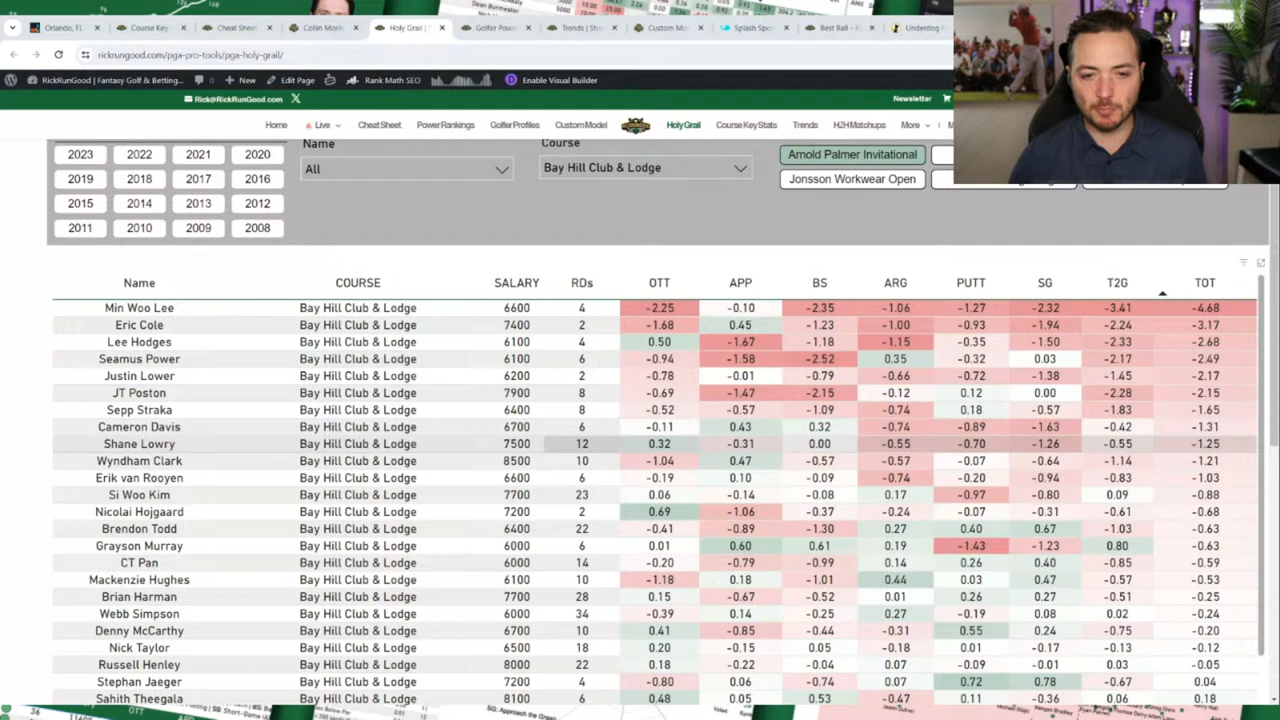 Dean Burmester
Orlando, FL
Course Key
Cheat Sheet
Collin Morik
Holy Grail |
Golfer Pow
Trends | St
Custom Mo
Splash Spo
Best Ball -
Underdog
rickrungood.com/pga-pro-tools/pga-holy-grail/
RickRunGood | Fantasy Golf & Betting... 0 New Edit Page Rank Math SEO Enable Visual Builder
Rick@RickRunGood.com Newsletter
Home Live Cheat Sheet Power Rankings Golfer Profiles Custom Model Holy Grail Course Key Stats Trends H2H Matchups More
Name Course
2023 2022 2021 2020
All Bay Hill Club & Lodge Arnold Palmer Invitational
2019 2018 2017 2016
Jonsson Workwear Open
2015 2014 2013 2012
2011 2010 2009 2008
Name COURSE SALARY RDs OTT APP BS ARG PUTT SG T2G TOT
Min Woo Lee Bay Hill Club & Lodge 6600 4 -2.25 -0.10 -2.35 -1.06 -1.27 -2.32 -3.41 -4.68
Eric Cole Bay Hill Club & Lodge 7400 2 -1.68 0.45 -1.23 -1.00 -0.93 -1.94 -2.24 -3.17
Lee Hodges Bay Hill Club & Lodge 6100 4 0.50 -1.67 -1.18 -1.15 -0.35 -1.50 -2.33 -2.68
Seamus Power Bay Hill Club & Lodge 6100 6 -0.94 -1.58 -2.52 0.35 -0.32 0.03 -2.17 -2.49
Justin Lower Bay Hill Club & Lodge 6200 2 -0.78 -0.01 -0.79 -0.66 -0.72 -1.38 -1.45 -2.17
JT Poston Bay Hill Club & Lodge 7900 8 -0.69 -1.47 -2.15 -0.12 0.12 0.00 -2.28 -2.15
Sepp Straka Bay Hill Club & Lodge 6400 8 -0.52 -0.57 -1.09 -0.74 0.18 -0.57 -1.83 -1.65
Cameron Davis Bay Hill Club & Lodge 6700 6 -0.11 0.43 0.32 -0.74 -0.89 -1.63 -0.42 -1.31
Shane Lowry Bay Hill Club & Lodge 7500 12 0.32 -0.31 0.00 -0.55 -0.70 -1.26 -0.55 -1.25
Wyndham Clark Bay Hill Club & Lodge 8500 10 -1.04 0.47 -0.57 -0.57 -0.07 -0.64 -1.14 -1.21
Erik van Rooyen Bay Hill Club & Lodge 6600 6 -0.19 0.10 -0.09 -0.74 -0.20 -0.94 -0.83 -1.03
Si Woo Kim Bay Hill Club & Lodge 7700 23 0.06 -0.14 -0.08 0.17 -0.97 -0.80 0.09 -0.88
Nicolai Hojgaard Bay Hill Club & Lodge 7200 2 0.69 -1.06 -0.37 -0.24 -0.07 -0.31 -0.61 -0.68
Brendon Todd Bay Hill Club & Lodge 6400 22 -0.41 -0.89 -1.30 0.27 0.40 0.67 -1.03 -0.63
Grayson Murray Bay Hill Club & Lodge 6000 6 0.01 0.60 0.61 0.19 -1.43 -1.23 0.80 -0.63
CT Pan Bay Hill Club & Lodge 6000 14 -0.20 -0.79 -0.99 0.14 0.26 0.40 -0.85 -0.59
Mackenzie Hughes Bay Hill Club & Lodge 6100 10 -1.18 0.18 -1.01 0.44 0.03 0.47 -0.57 -0.53
Brian Harman Bay Hill Club & Lodge 7700 28 0.15 -0.67 -0.52 0.01 0.26 0.27 -0.51 -0.25
Webb Simpson Bay Hill Club & Lodge 6000 34 -0.39 0.14 -0.25 0.27 -0.19 0.08 0.02 -0.24
Denny McCarthy Bay Hill Club & Lodge 6700 10 0.41 -0.85 -0.44 -0.31 0.55 0.24 -0.75 -0.20
Nick Taylor Bay Hill Club & Lodge 6500 18 0.20 -0.15 0.05 -0.18 0.01 -0.17 -0.13 -0.12
Russell Henley Bay Hill Club & Lodge 8000 22 0.18 -0.22 -0.04 0.07 -0.09 -0.01 0.03 -0.05
Stephan Jaeger Bay Hill Club & Lodge 7200 4 -0.80 0.06 -0.74 0.07 0.72 0.78 -0.67 0.04
Sahith Theegala Bay Hill Club & Lodge 8100 6 0.48 0.05 0.53 -0.47 0.11 -0.36 0.06 0.18